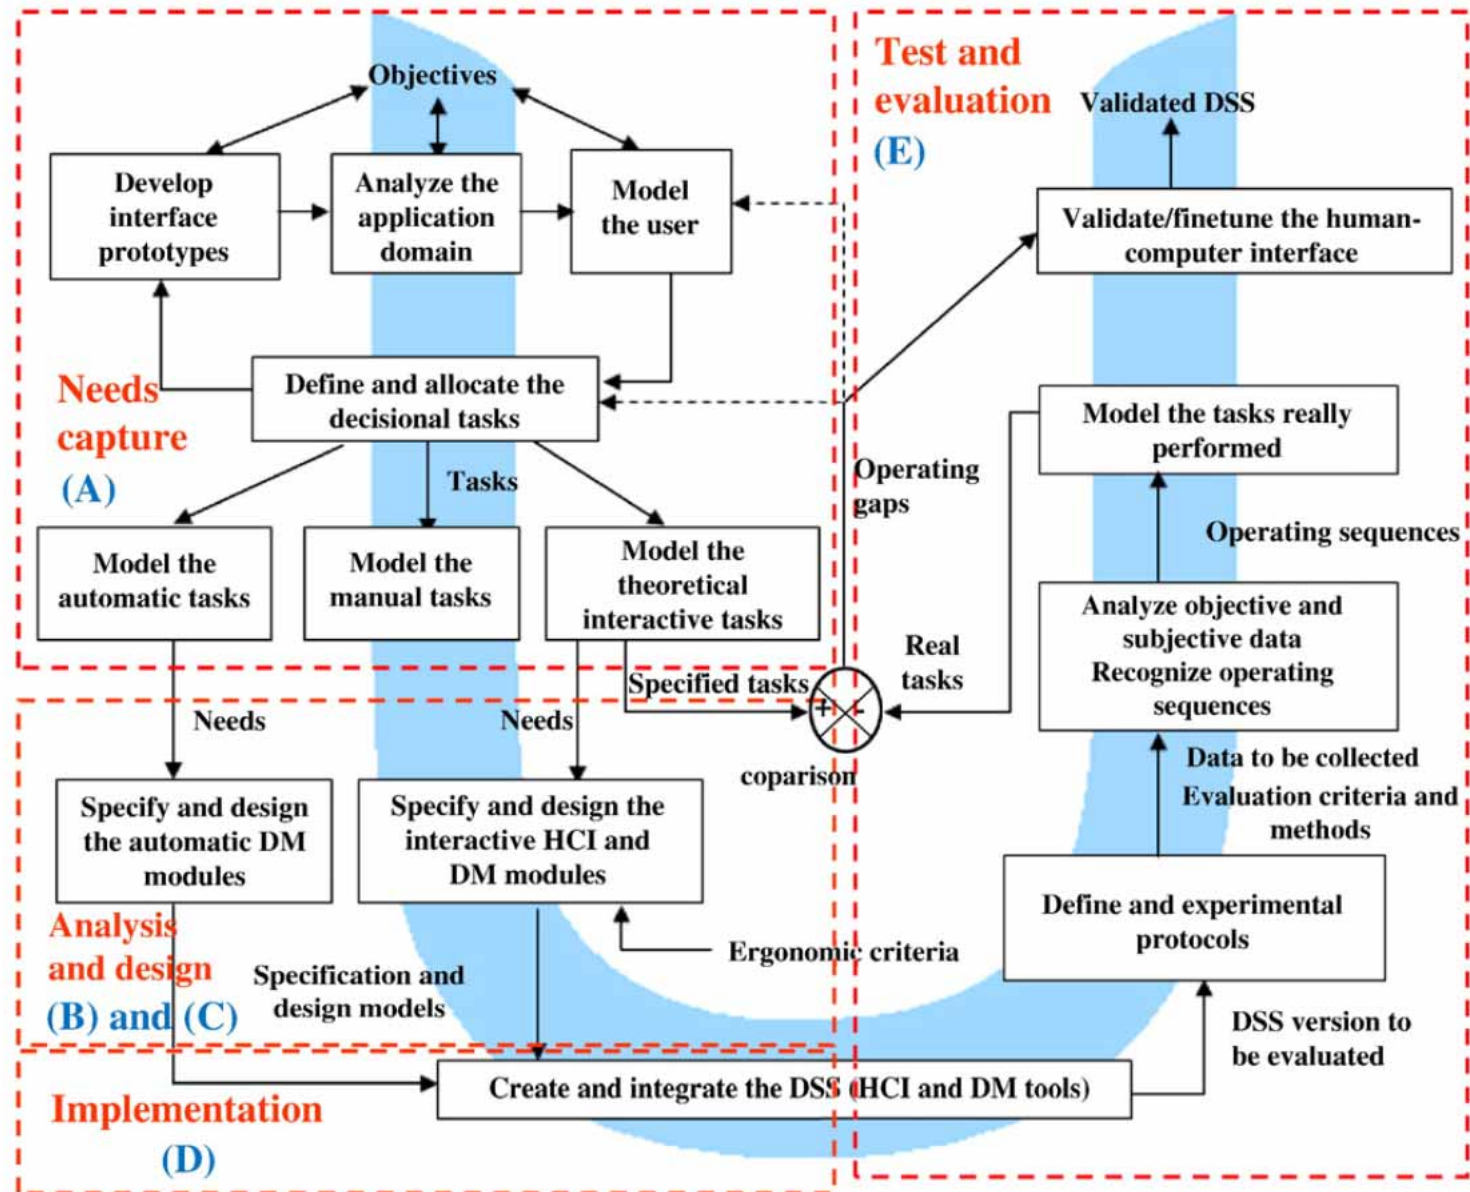 Objectives
Develop
interface
prototypes
Analyze the
application
domain
Model
the user
Define and allocate the
decisional tasks
Needs
capture
(A)
Tasks
Model the
automatic tasks
Model the
manual tasks
Model the
theoretical
interactive tasks
Specified tasks
Needs
Needs
+
-
coparison
Specify and design
the automatic DM
modules
Specify and design the
interactive HCI and
DM modules
Analysis
and design
(B) and (C)
Specification and
design models
Ergonomic criteria
Create and integrate the DSS (HCI and DM tools)
Implementation
(D)
Test and
evaluation
(E)
Validated DSS
Validate/finetune the human-
computer interface
Model the tasks really
performed
Operating
gaps
Operating sequences
Analyze objective and
subjective data
Recognize operating
sequences
Real
tasks
Data to be collected
Evaluation criteria and
methods
Define and experimental
protocols
DSS version to
be evaluated